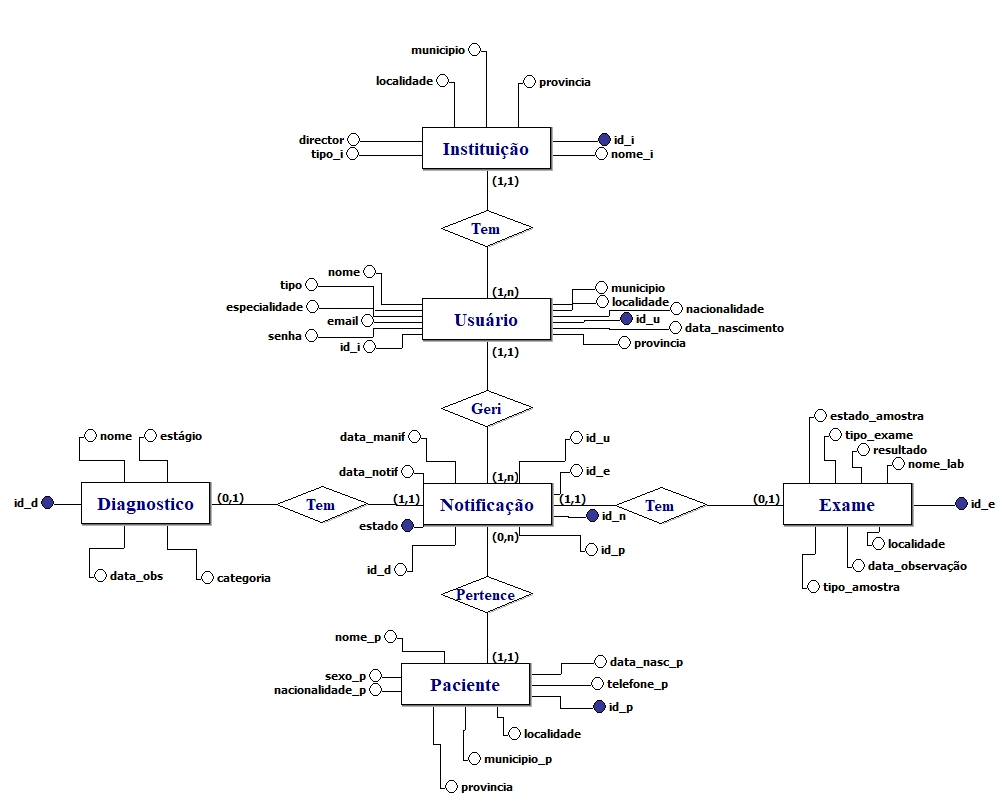 municipio
localidade
provincia
director
tipo_i
Instituição
id_i
nome_i
(1,1)
Tem
(1,n)
nome
tipo
especialidade
email
senha
id_i
Usuário
municipio
localidade
nacionalidade
id_u
data_nascimento
provincia
(1,1)
Geri
(1,n)
nome
estágio
id_d
Diagnostico
(0,1)
data_obs
categoria
Tem
(1,1)
data_manif
data_notif
estado
id_d
Notificação
id_u
id_e
(1,1)
id_n
id_p
Tem
(0,1)
estado_amostra
tipo_exame
resultado
nome_lab
Exame
id_e
localidade
data_observação
tipo_amostra
(0,n)
Pertence
(1,1)
nome_p
sexo_p
nacionalidade_p
Paciente
data_nasc_p
telefone_p
id_p
localidade
municipio_p
provincia